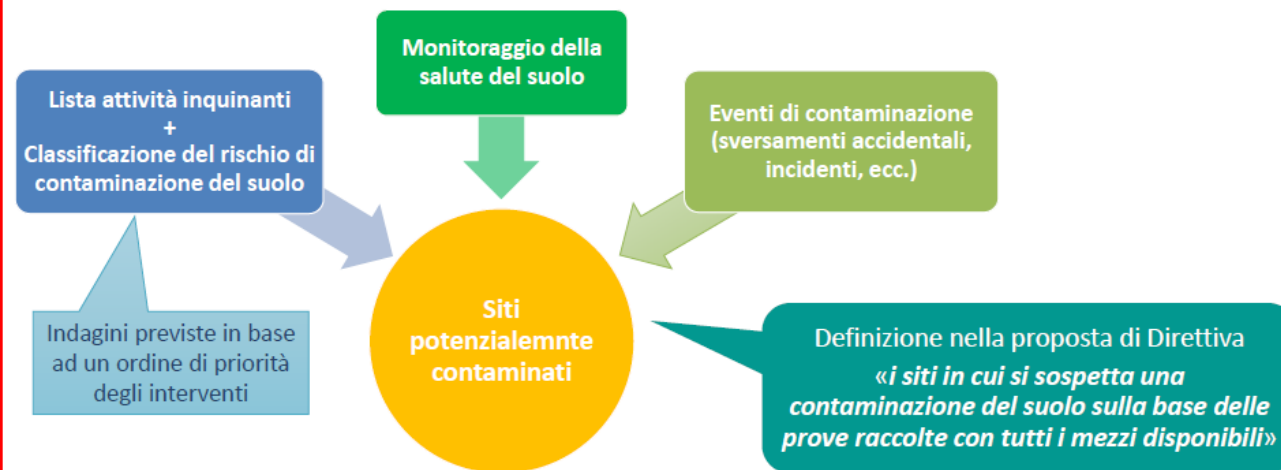 Monitoraggio della
salute del suolo
Lista attività inquinanti
+
Classificazione del rischio di
contaminazione del suolo
Eventi di contaminazione
(sversamenti accidentali,
incidenti, ecc.)
Siti
potenzialemnte
contaminati
Indagini previste in base
ad un ordine di priorità
degli interventi
Definizione nella proposta di Direttiva
«i siti in cui si sospetta una
contaminazione del suolo sulla base delle
prove raccolte con tutti i mezzi disponibili»